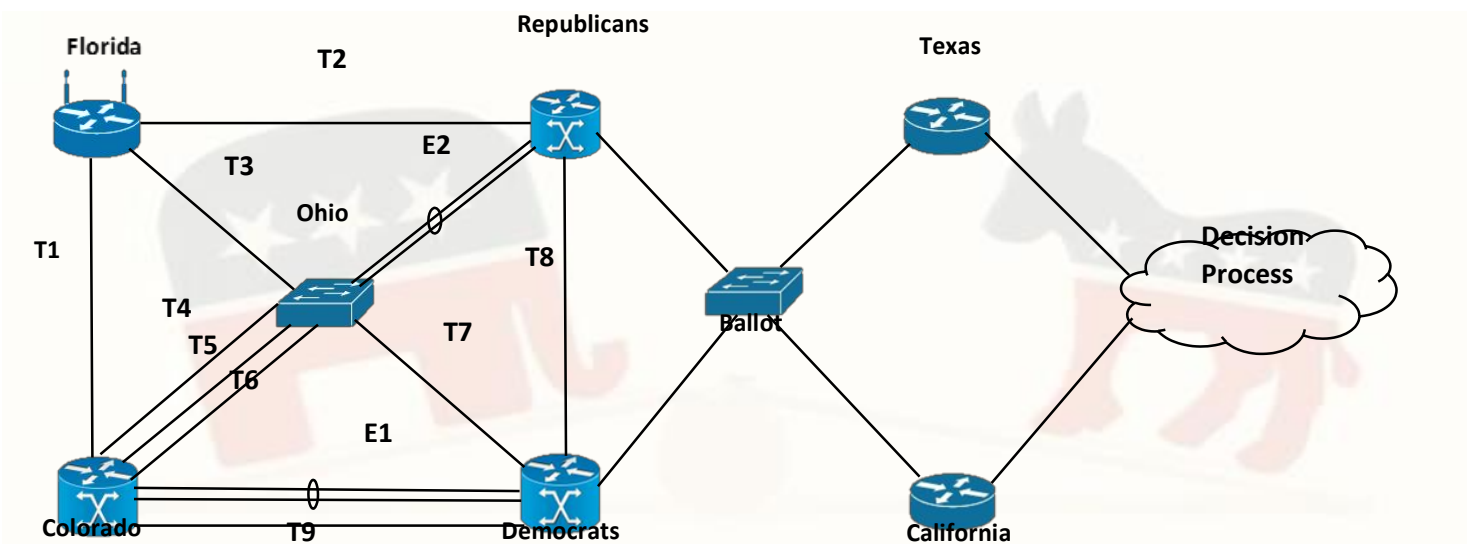 Republicans
Florida
T2
Texas
E2
T3
Ohio
Decision
Process
T1
T8
T4
T5
T7
Ballot
T6
E1
Colorado
T9
Democrats
California